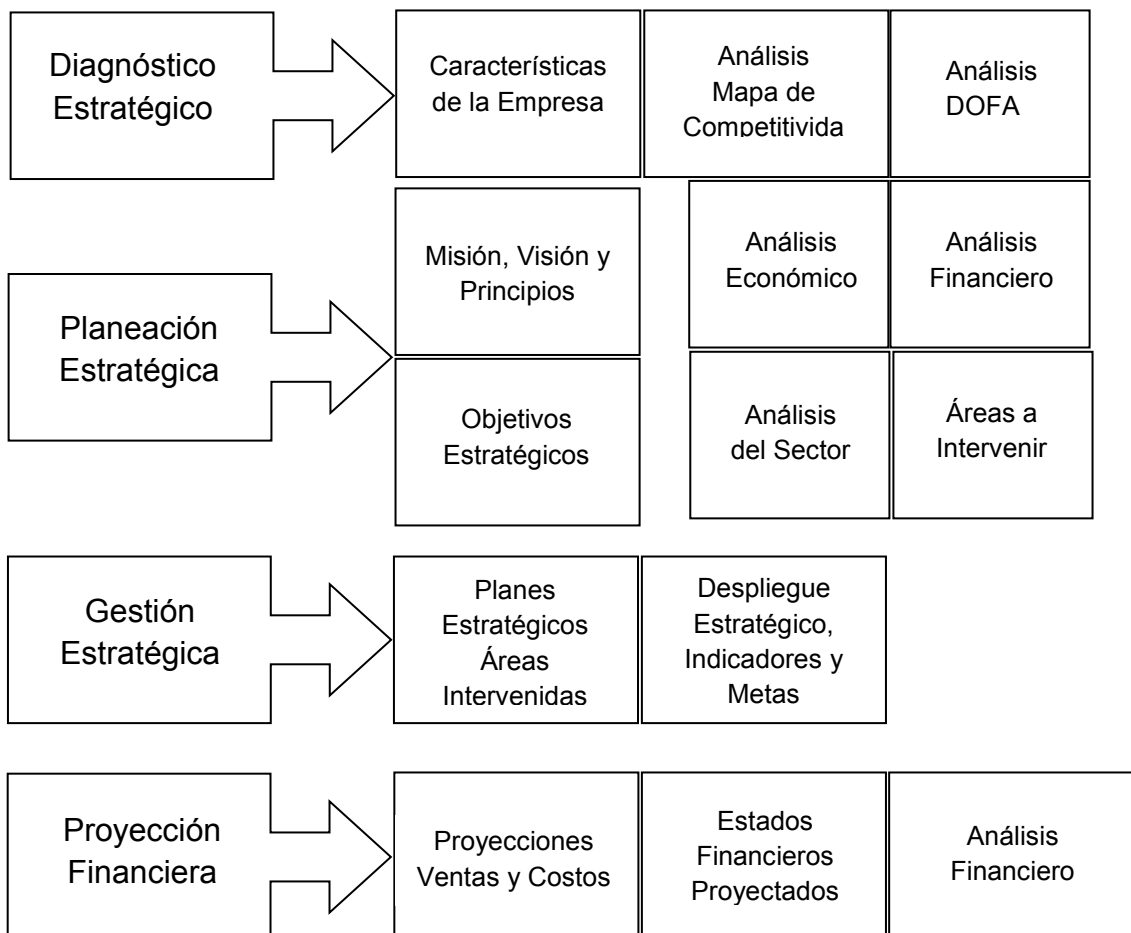 Diagnóstico
Estratégico
Características
de la Empresa
Análisis
Mapa de
Competitivida
Análisis
DOFA
Planeación
Estratégica
Misión, Visión y
Principios
Análisis
Económico
Análisis
Financiero
Objetivos
Estratégicos
Análisis
del Sector
Áreas a
Intervenir
Gestión
Estratégica
Planes
Estratégicos
Áreas
Intervenidas
Despliegue
Estratégico,
Indicadores y
Metas
Proyección
Financiera
Proyecciones
Ventas y Costos
Estados
Financieros
Proyectados
Análisis
Financiero